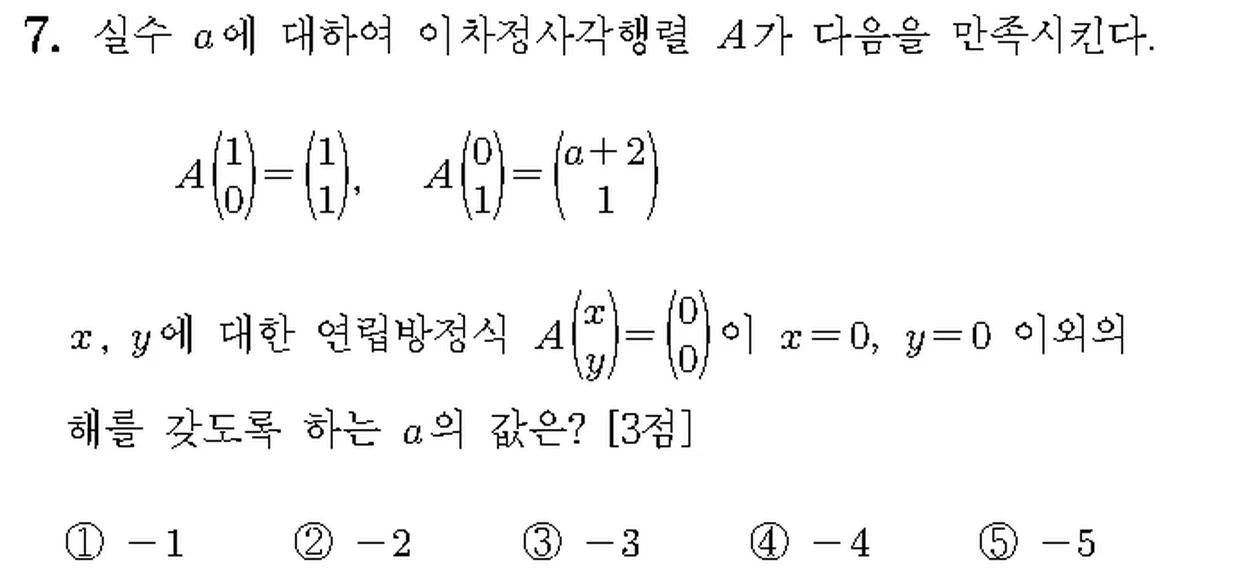 7. 실수 a에 대하여 이차정사각행렬 A가 다음을 만족시킨다.
A(1 0)=(1 1), A(0 1)=(a+2 1)
x, y에 대한 연립방정식 A(x y)=(0 0)이 x=0, y=0 이외의
해를 갖도록 하는 a의 값은? [3점]
① -1 ② -2 ③ -3 ④ -4 ⑤ -5